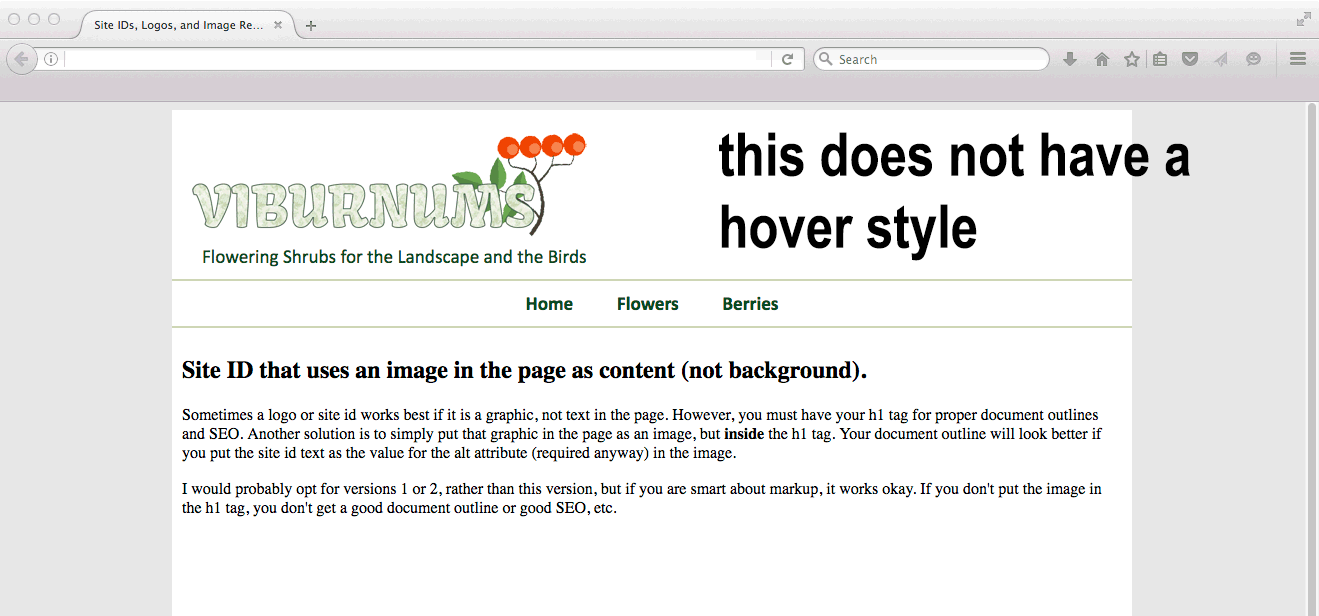 Site IDs, Logos, and Image Re...
Search
VIBURNUMS
Flowering Shrubs for the Landscape and the Birds
this does not have a
hover style
Home Flowers Berries
Site ID that uses an image in the page as content (not background).
Sometimes a logo or site id works best if it is a graphic, not text in the page. However, you must have your h1 tag for proper document outlines
and SEO. Another solution is to simply put that graphic in the page as an image, but inside the h1 tag. Your document outline will look better if
you put the site id text as the value for the alt attribute (required anyway) in the image.
I would probably opt for versions 1 or 2, rather than this version, but if you are smart about markup, it works okay. If you don't put the image in
the h1 tag, you don't get a good document outline or good SEO, etc.